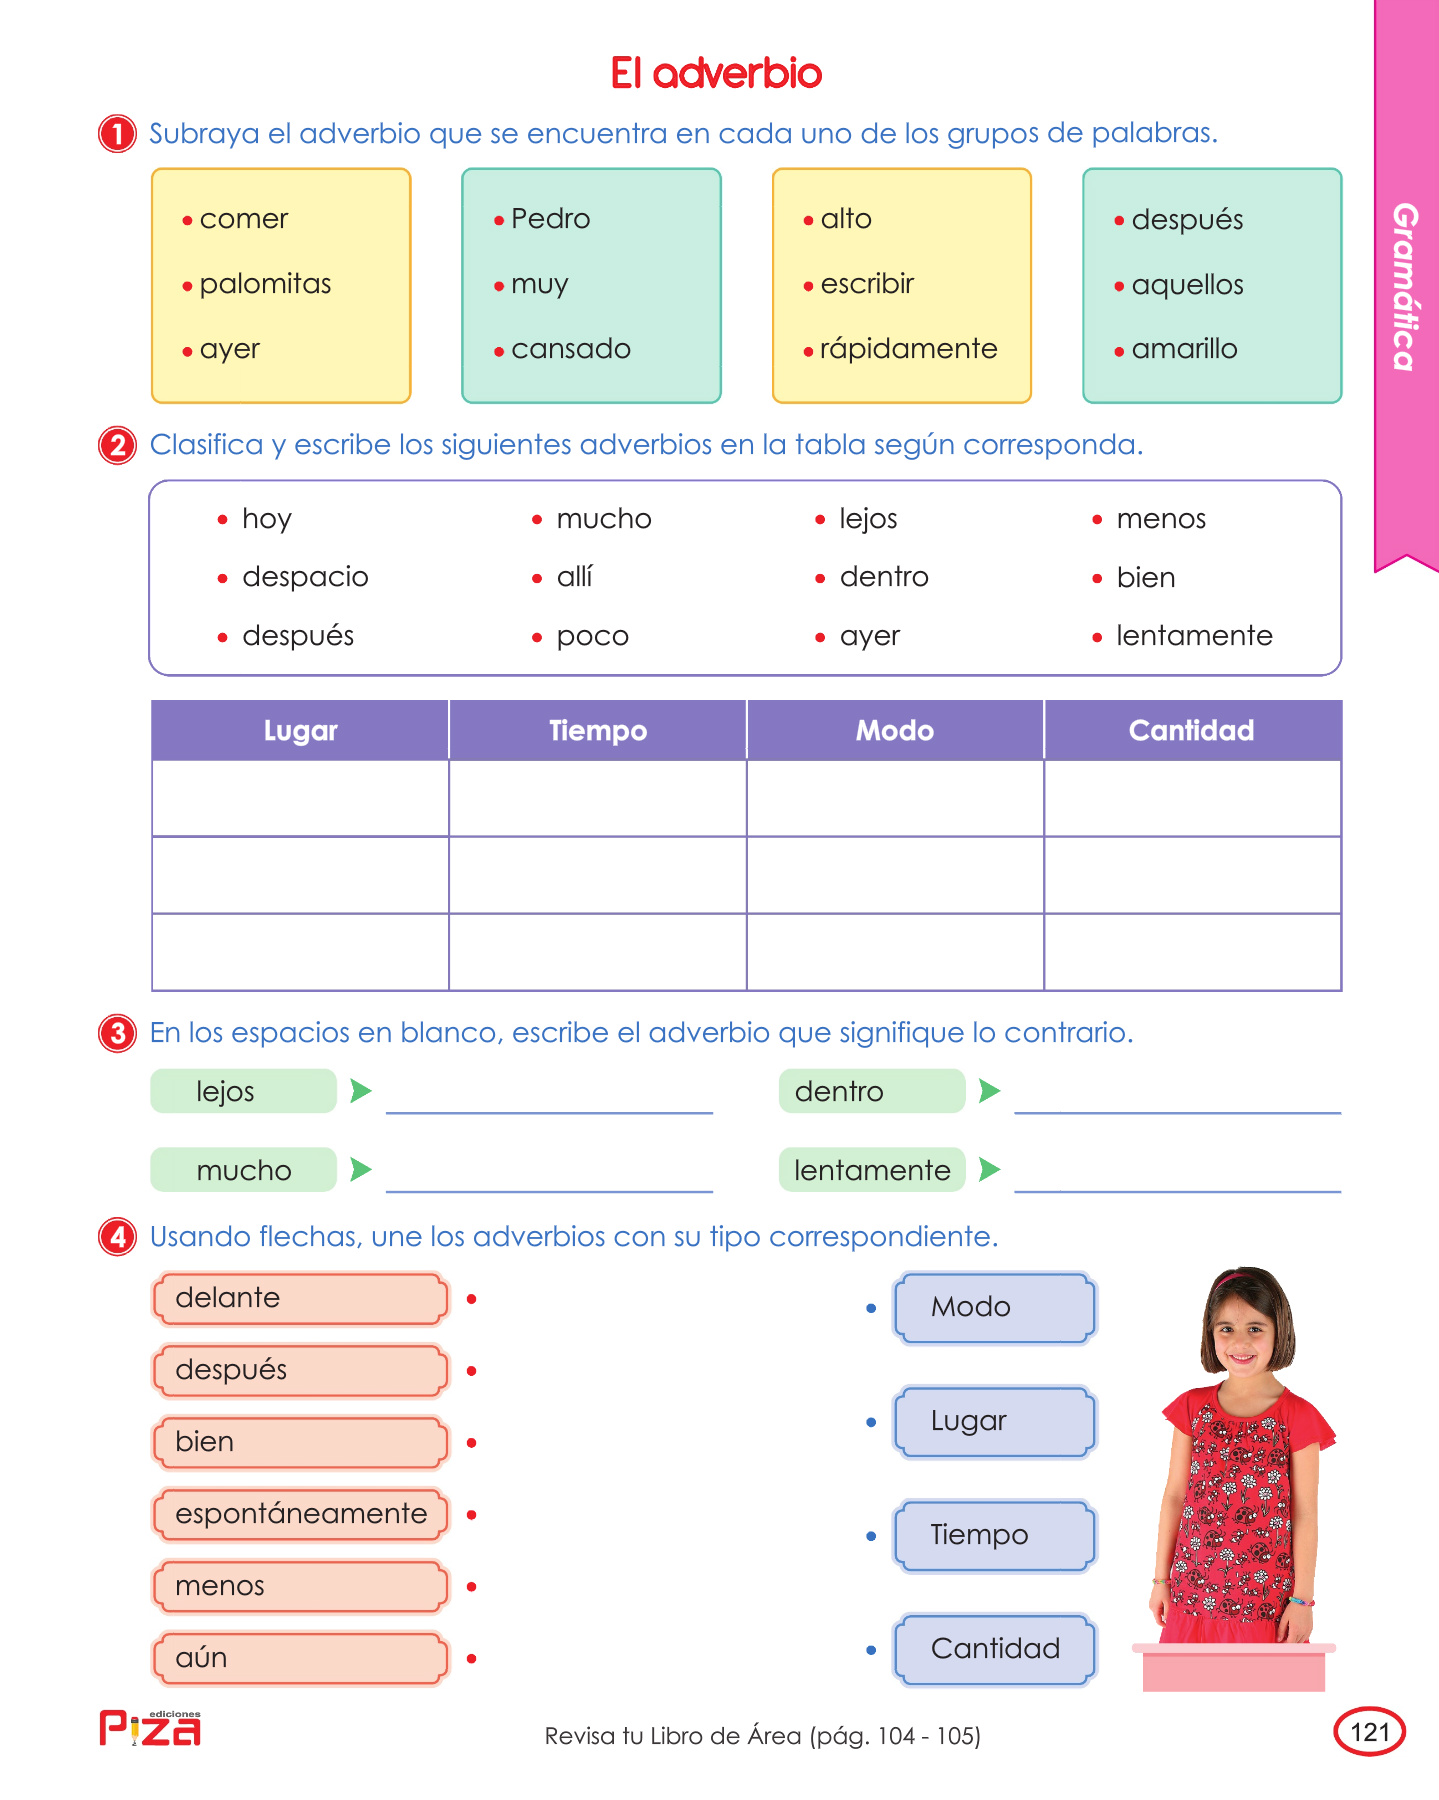 El adverbio
1 Subraya el adverbio que se encuentra en cada uno de los grupos de palabras.
• comer
• palomitas
• ayer
• Pedro
• muy
• cansado
• alto
• escribir
• rápidamente
• después
• aquellos
• amarillo
Gramática
2 Clasifica y escribe los siguientes adverbios en la tabla según corresponda.
• hoy • mucho • lejos • menos
• despacio • allí • dentro • bien
• después • poco • ayer • lentamente
Lugar Tiempo Modo Cantidad
3 En los espacios en blanco, escribe el adverbio que signifique lo contrario.
lejos dentro
mucho lentamente
4 Usando flechas, une los adverbios con su tipo correspondiente.
delante
después
bien
espontáneamente
menos
aún
Modo
Lugar
Tiempo
Cantidad
ediciones
Piza
Revisa tu Libro de Área (pág. 104 - 105)
121